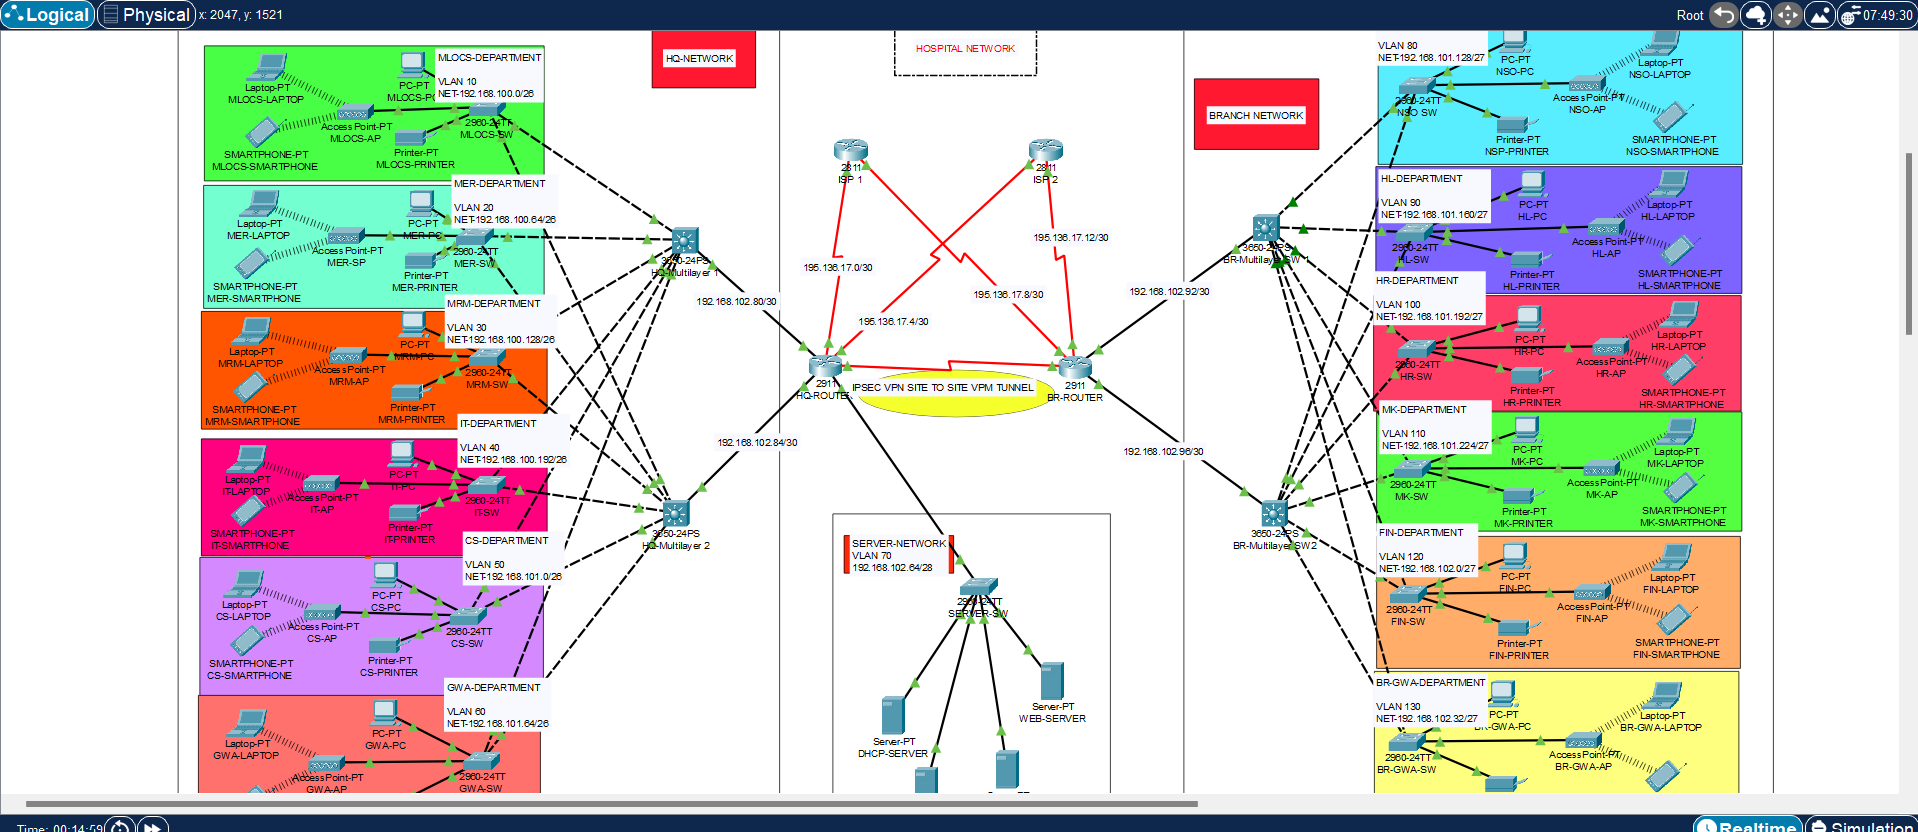 Logical
Physical
x: 2047, y: 1521
Root
07:49:30
HQ-NETWORK
HOSPITAL NETWORK
BRANCH NETWORK
MLOCS-DEPARTMENT
VLAN 10
NET-192.168.100.0/26
Laptop-PT
MLOCS-LAPTOP
PC-PT
MLOCS-PC
Access Point-PT
MLOCS-AP
2960-24TT
MLOCS-SW
SMARTPHONE-PT
MLOCS-SMARTPHONE
Printer-PT
MLOCS-PRINTER
MER-DEPARTMENT
VLAN 20
NET-192.168.100.64/26
Laptop-PT
MER-LAPTOP
PC-PT
MER-PC
Access Point-PT
MER-SP
2960-24TT
MER-SW
SMARTPHONE-PT
MER-SMARTPHONE
Printer-PT
MER-PRINTER
MRM-DEPARTMENT
VLAN 30
NET-192.168.100.128/26
Laptop-PT
MRM-LAPTOP
PC-PT
MRM-PC
Access Point-PT
MRM-AP
2960-24TT
MRM-SW
SMARTPHONE-PT
MRM-SMARTPHONE
Printer-PT
MRM-PRINTER
IT-DEPARTMENT
VLAN 40
NET-192.168.100.192/26
Laptop-PT
IT-LAPTOP
PC-PT
IT-PC
Access Point-PT
IT-AP
2960-24TT
IT-SW
SMARTPHONE-PT
IT-SMARTPHONE
Printer-PT
IT-PRINTER
CS-DEPARTMENT
VLAN 50
NET-192.168.101.0/26
Laptop-PT
CS-LAPTOP
PC-PT
CS-PC
Access Point-PT
CS-AP
2960-24TT
CS-SW
SMARTPHONE-PT
CS-SMARTPHONE
Printer-PT
CS-PRINTER
GWA-DEPARTMENT
VLAN 60
NET-192.168.101.64/26
Laptop-PT
GWA-LAPTOP
PC-PT
GWA-PC
Access Point-PT
GWA-AP
2960-24TT
GWA-SW
3650-24PS
HQ-Multilayer 1
3650-24PS
HQ-Multilayer 2
192.168.102.80/30
192.168.102.84/30
2811
ISP 1
2811
ISP 2
195.136.17.0/30
195.136.17.4/30
195.136.17.8/30
195.136.17.12/30
2911
HQ-ROUTER
IPSEC VPN SITE TO SITE VPM TUNNEL
2911
BR-ROUTER
192.168.102.92/30
192.168.102.96/30
SERVER-NETWORK
VLAN 70
192.168.102.64/28
2960-24TT
SERVER-SW
Server-PT
DHCP-SERVER
Server-PT
WEB-SERVER
3650-24PS
BR-Multilayer SW 1
3650-24PS
BR-Multilayer SW2
VLAN 80
NET-192.168.101.128/27
PC-PT
NSO-PC
Laptop-PT
NSO-LAPTOP
2960-24TT
NSO SW
Access Point-PT
NSO-AP
Printer-PT
NSP-PRINTER
SMARTPHONE-PT
NSO-SMARTPHONE
HL-DEPARTMENT
VLAN 90
NET-192.168.101.160/27
PC-PT
HL-PC
Laptop-PT
HL-LAPTOP
2960-24TT
HL-SW
Access Point-PT
HL-AP
Printer-PT
HL-PRINTER
SMARTPHONE-PT
HL-SMARTPHONE
HR-DEPARTMENT
VLAN 100
NET-192.168.101.192/27
PC-PT
HR-PC
Laptop-PT
HR-LAPTOP
2960-24TT
HR-SW
Access Point-PT
HR-AP
Printer-PT
HR-PRINTER
SMARTPHONE-PT
HR-SMARTPHONE
MK-DEPARTMENT
VLAN 110
NET-192.168.101.224/27
PC-PT
MK-PC
Laptop-PT
MK-LAPTOP
2960-24TT
MK-SW
Access Point-PT
MK-AP
Printer-PT
MK-PRINTER
SMARTPHONE-PT
MK-SMARTPHONE
FIN-DEPARTMENT
VLAN 120
NET-192.168.102.0/27
PC-PT
FIN-PC
Laptop-PT
FIN-LAPTOP
2960-24TT
FIN-SW
Access Point-PT
FIN-AP
Printer-PT
FIN-PRINTER
SMARTPHONE-PT
FIN-SMARTPHONE
BR-GWA-DEPARTMENT
VLAN 130
NET-192.168.102.32/27
PC-PT
BR-GWA-PC
Laptop-PT
BR-GWA-LAPTOP
2960-24TT
BR-GWA-SW
Access Point-PT
BR-GWA-AP
Time: 00:14:59
Realtime
Simulation